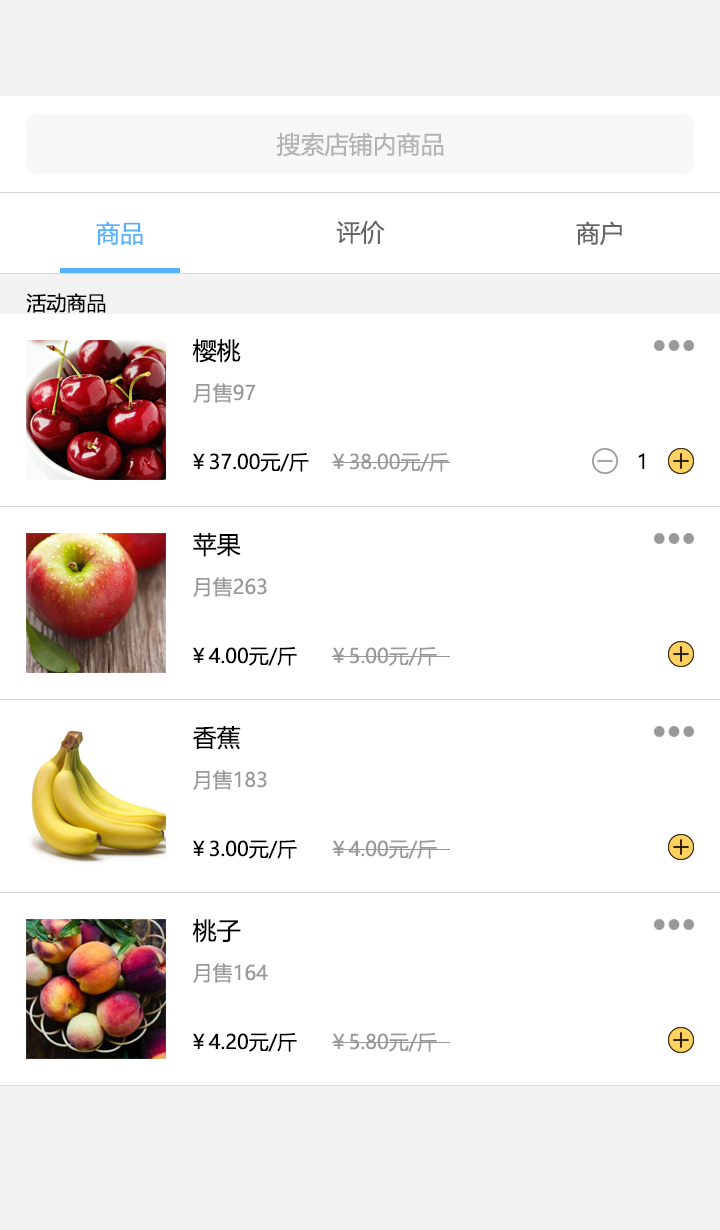 搜索店铺内商品
商品 评价 商户
活动商品
樱桃
月售97
¥37.00元/斤 ¥38.00元/斤 1
苹果
月售263
¥4.00元/斤 ¥5.00元/斤
香蕉
月售183
¥3.00元/斤 ¥4.00元/斤
桃子
月售164
¥4.20元/斤 ¥5.80元/斤